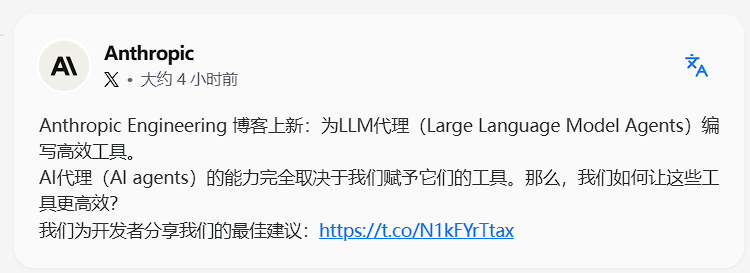 Anthropic
X • 大约 4 小时前
Anthropic Engineering 博客上新：为LLM代理（Large Language Model Agents）编
写高效工具。
AI代理（AI agents）的能力完全取决于我们赋予它们的工具。那么，我们如何让这些工
具更高效？
我们为开发者分享我们的最佳建议：https://t.co/N1kFYrTtax